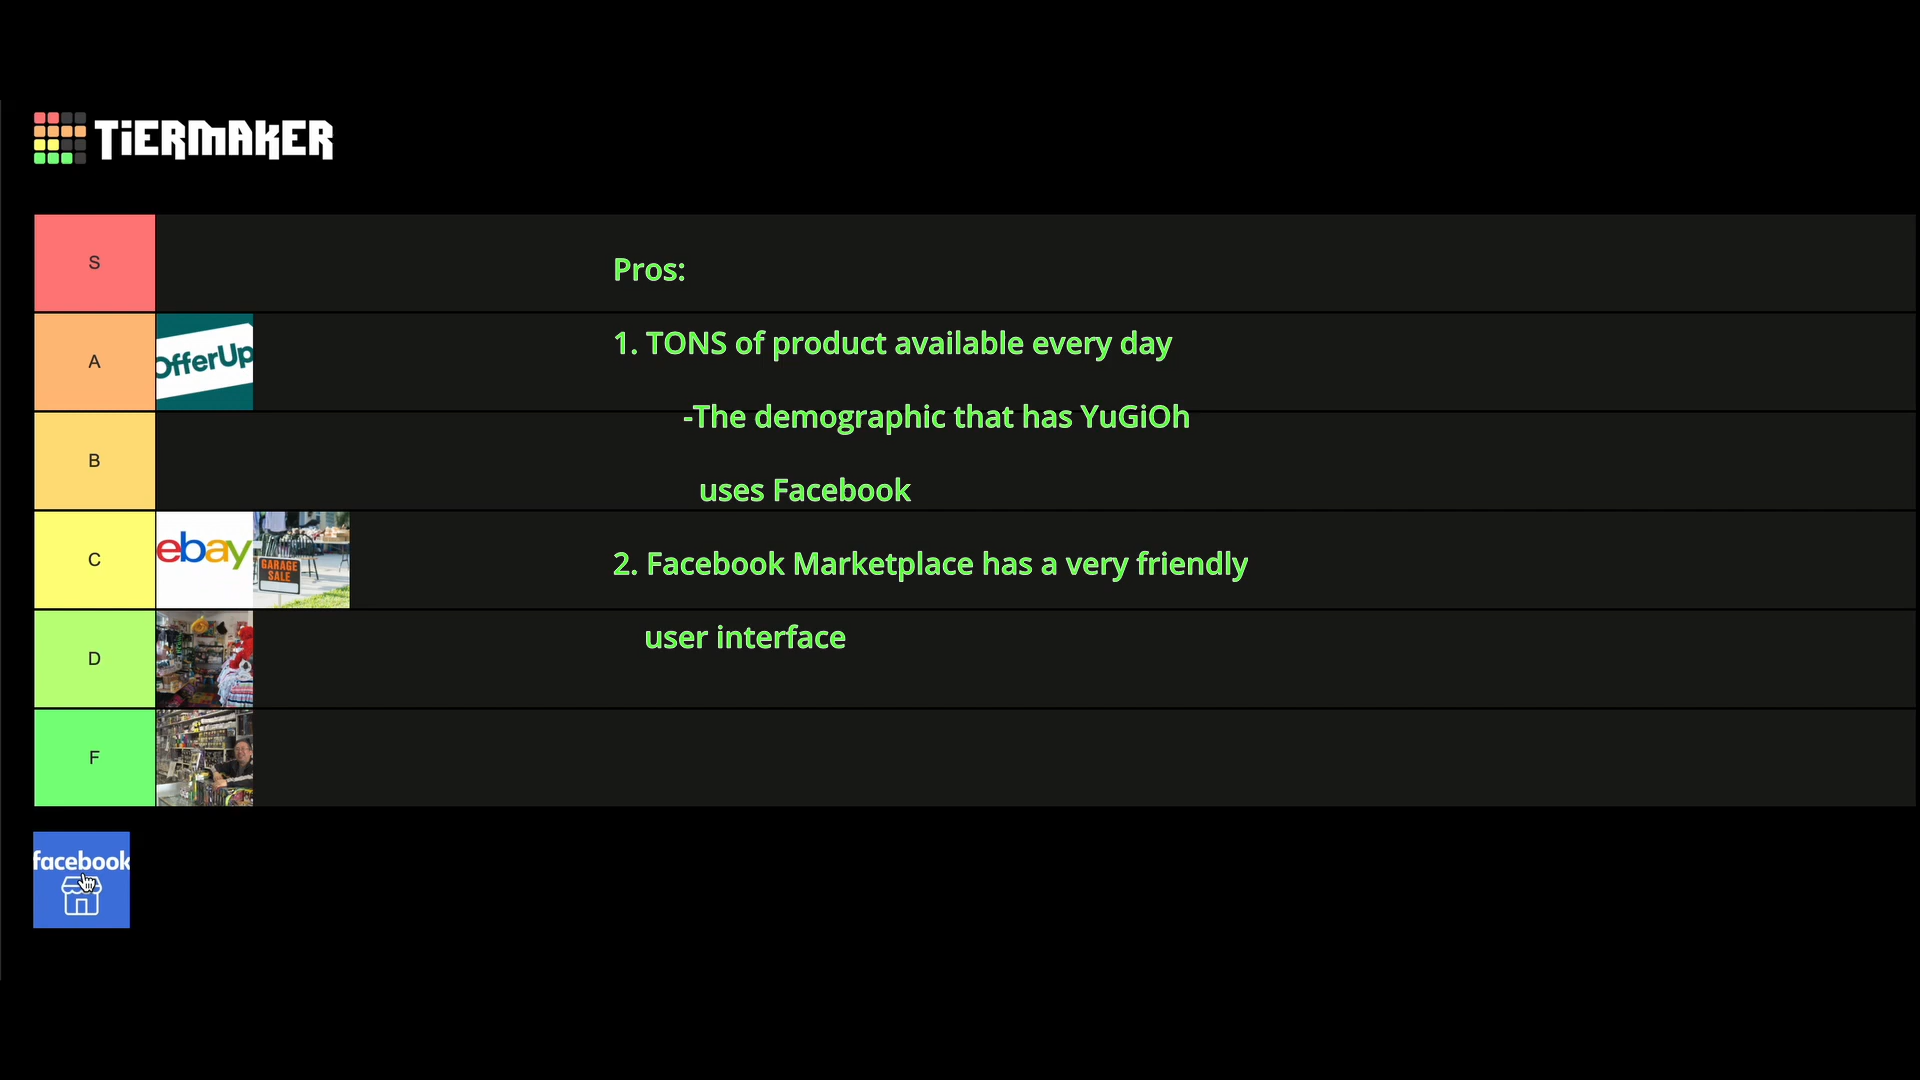 TiERMAKER
S
Pros:
A
OfferUp
1. TONS of product available every day
-The demographic that has YuGiOh
B
uses Facebook
C
ebay
GARAGE
SALE
2. Facebook Marketplace has a very friendly
user interface
D
F
facebook